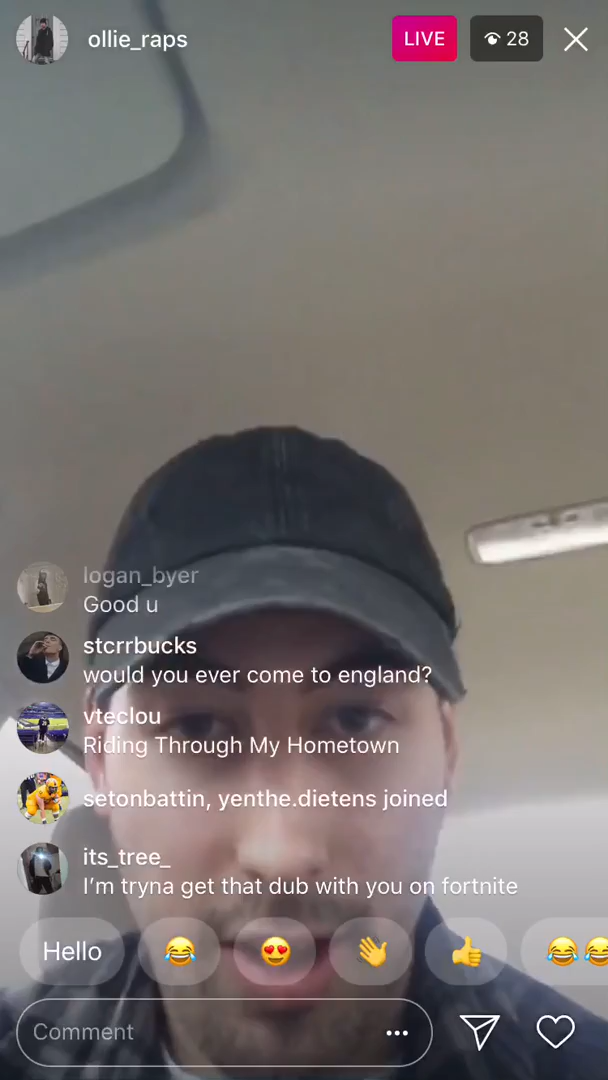 ollie_raps
LIVE
28
logan_byer
Good u
stcrrbucks
would you ever come to england?
vteclou
Riding Through My Hometown
setonbattin, yenthe.dietens joined
its_tree_
I’m tryna get that dub with you on fortnite
Hello
Comment